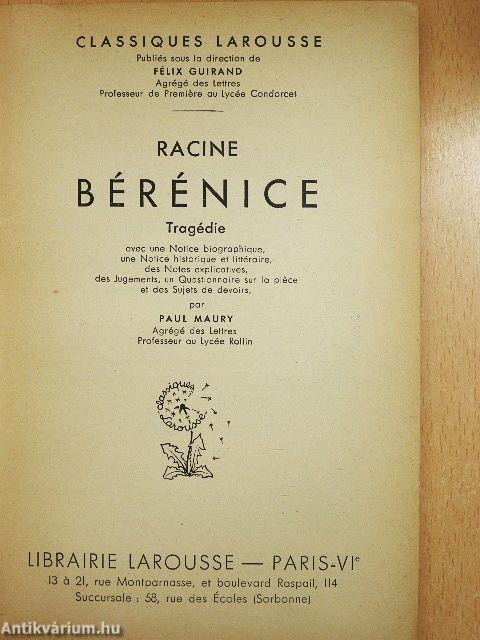 CLASSIQUES LAROUSSE
Publiés sous la direction de
FÉLIX GUIRAND
Agrégé des Lettres
Professeur de Première au Lycée Condorcet
RACINE
BÉRÉNICE
Tragédie
avec une Notice biographique,
une Notice historique et littéraire,
des Notes explicatives,
des Jugements, un Questionnaire sur la pièce
et des Sujets de devoirs,
par
PAUL MAURY
Agrégé des Lettres
Professeur au Lycée Rollin
classiques
Larousse
LIBRAIRIE LAROUSSE — PARIS-VIe
13 à 21, rue Montparnasse, et boulevard Raspail, 114
Succursale : 58, rue des Écoles (Sorbonne)
Antikvárium.hu